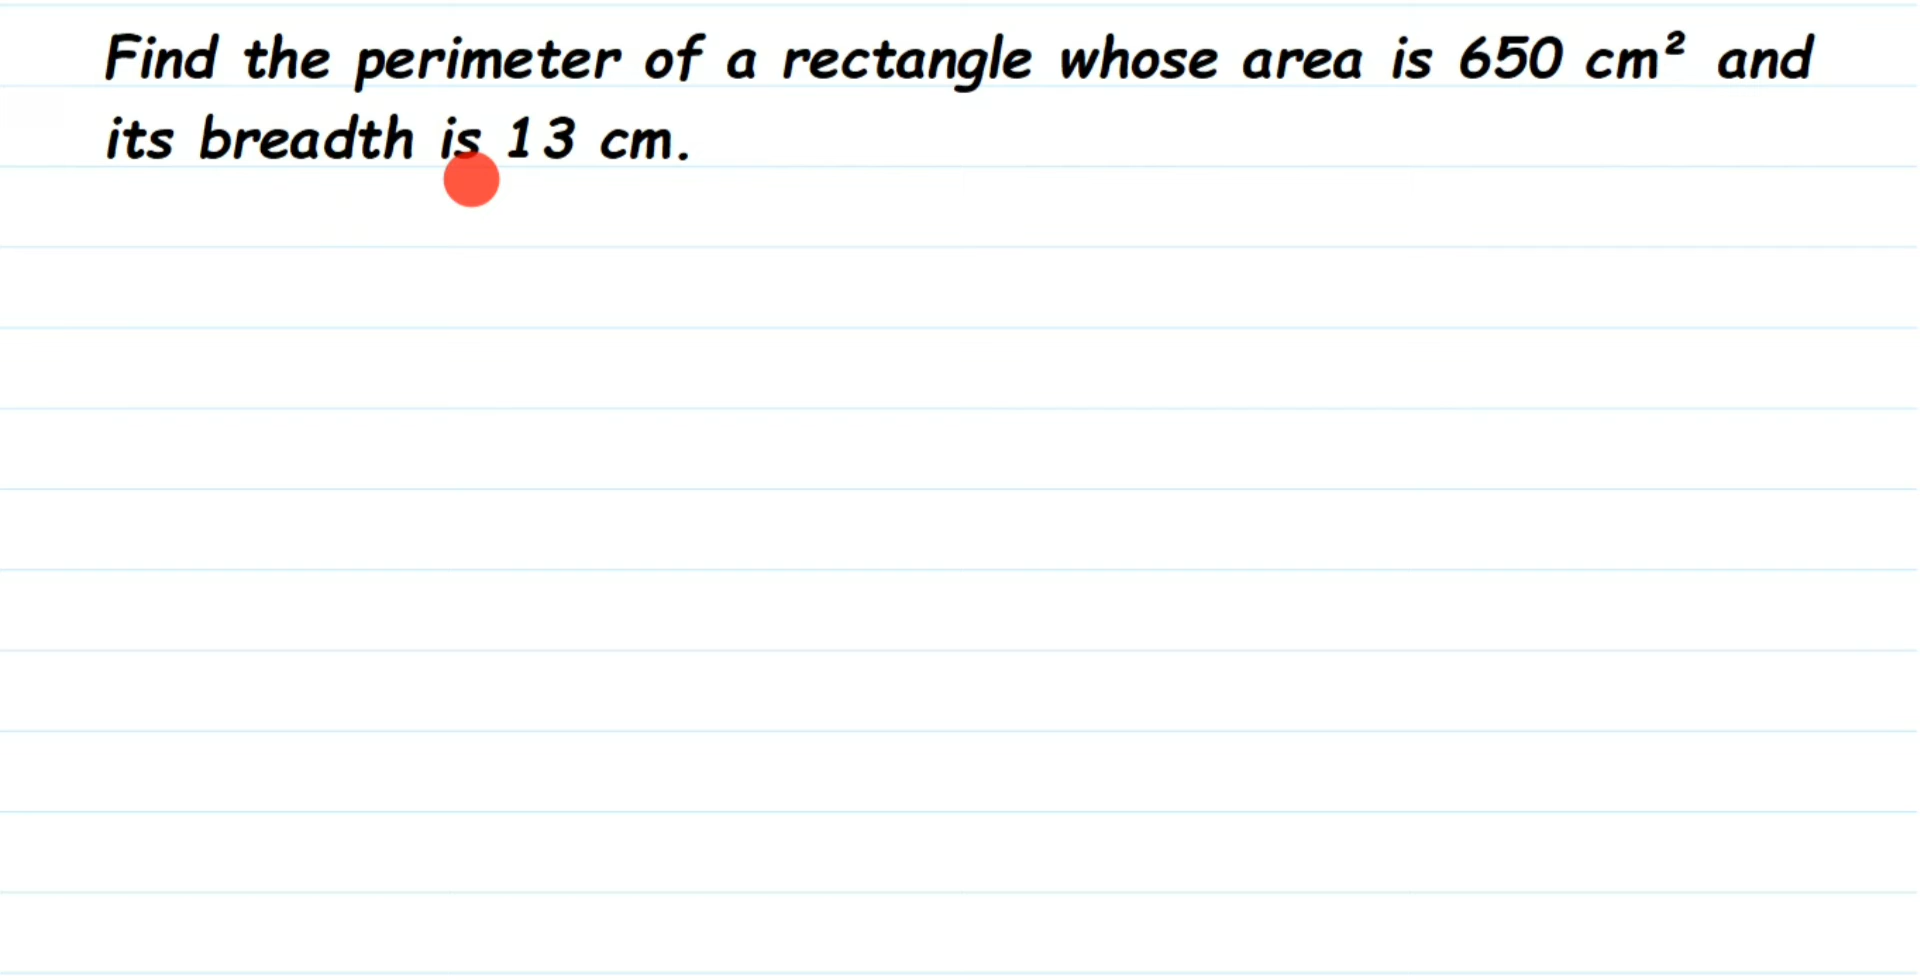 Find the perimeter of a rectangle whose area is 650 cm² and
its breadth is 13 cm.